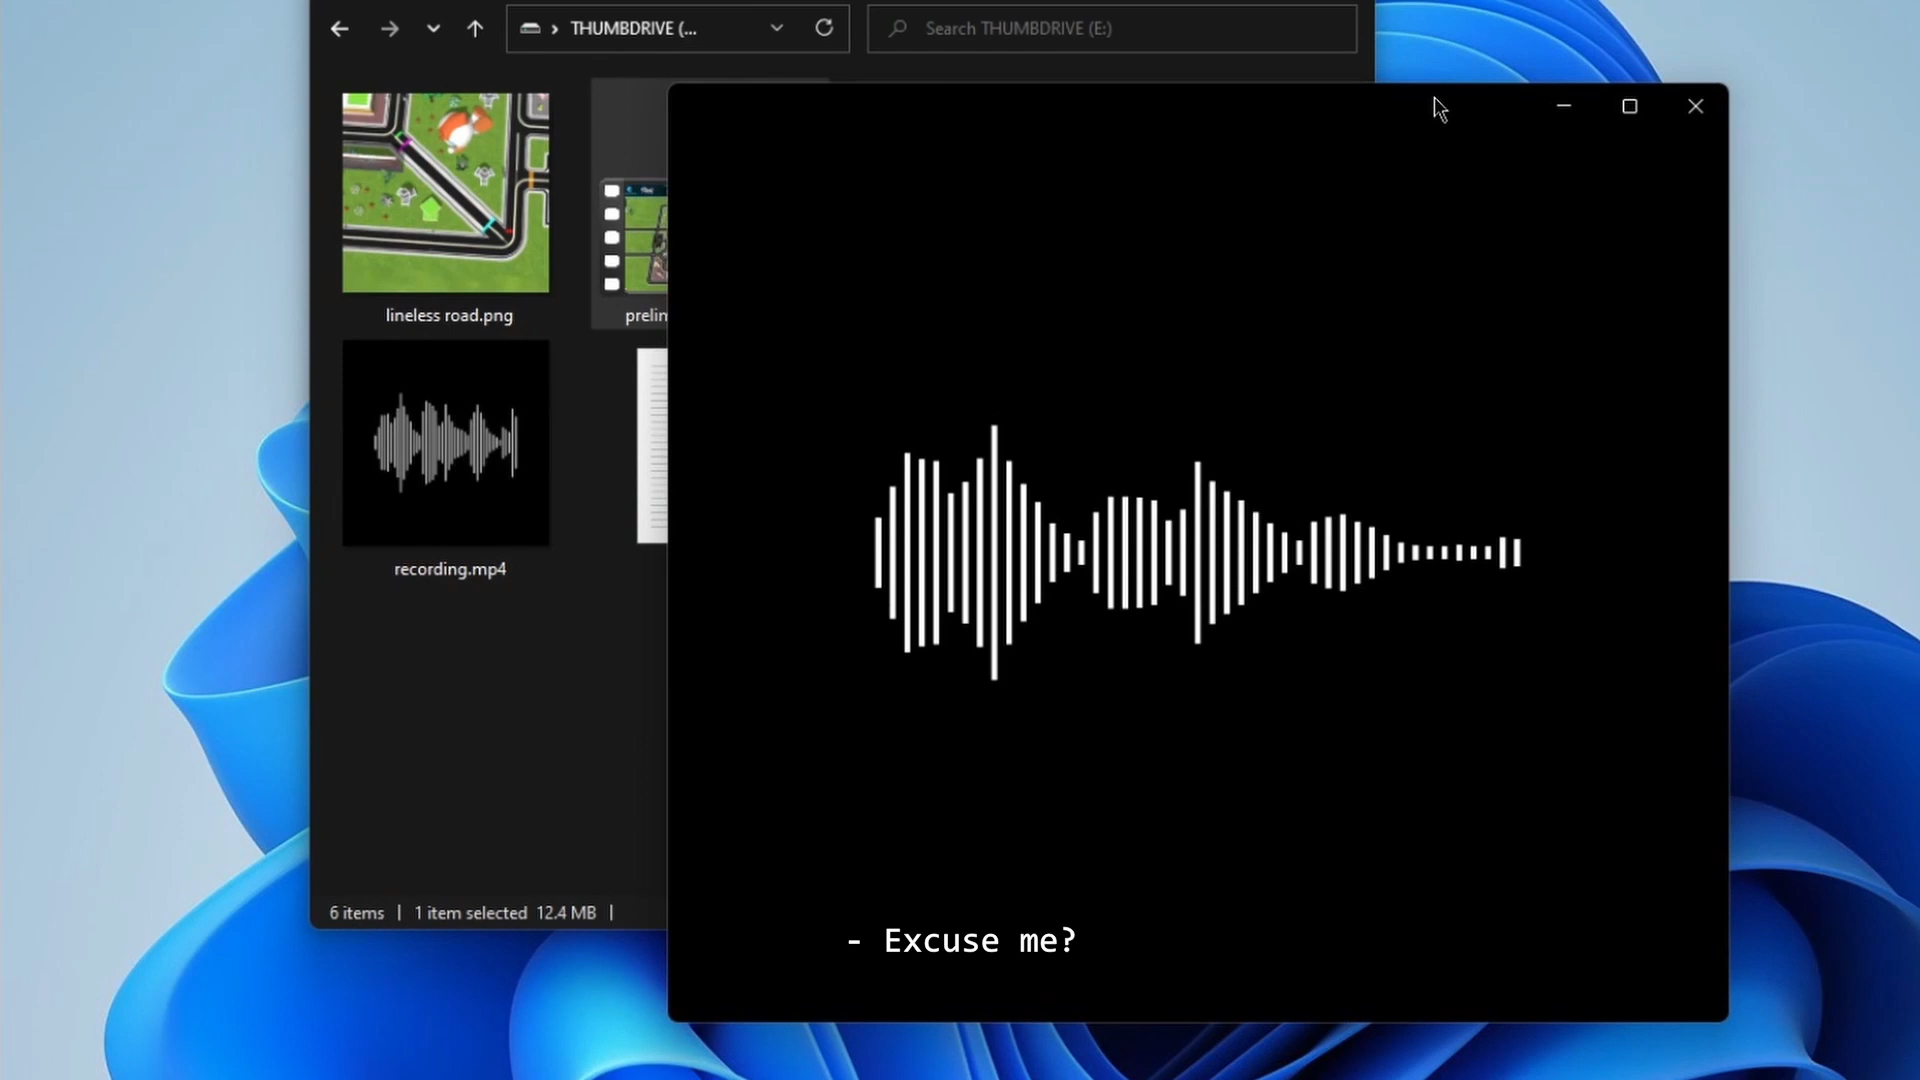 THUMBDRIVE (...
Search THUMBDRIVE (E:)
lineless road.png
prelin
recording.mp4
6 items | 1 item selected 12.4 MB |
- Excuse me?